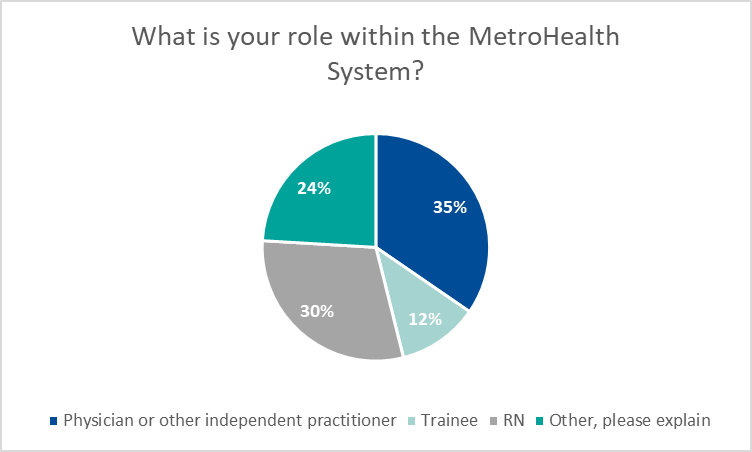 What is your role within the MetroHealth
System?
24%
35%
30%
12%
Physician or other independent practitioner Trainee RN Other, please explain